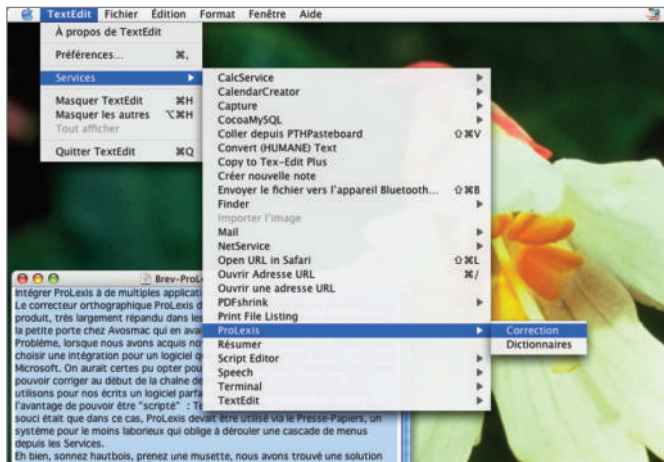 TextEdit Fichier Édition Format Fenêtre Aide
À propos de TextEdit
Préférences... ⌘,
Services
Masquer TextEdit ⌘H
Masquer les autres ⌥⌘H
Tout afficher
Quitter TextEdit ⌘Q
CalcService
CalendarCreator
Capture
CocoaMySQL
Coller depuis PTHPasteboard ⇧⌘V
Convert (HUMANE) Text
Copy to Tex-Edit Plus
Créer nouvelle note
Envoyer le fichier vers l'appareil Bluetooth... ⇧⌘B
Finder
Importer l'image
Mail
NetService
Open URL in Safari ⇧⌘L
Ouvrir Adresse URL ⌘/
Ouvrir une adresse URL
PDFshrink
Print File Listing
ProLexis
Résumer
Script Editor
Speech
Terminal
TextEdit
Correction
Dictionnaires
Brev-ProL
Intégrer ProLexis à de multiples applicati
Le correcteur orthographique ProLexis d
produit, très largement répandu dans les
la petite porte chez Avosmac qui en avai
Problème, lorsque nous avons acquis no
choisir une intégration pour un logiciel q
Microsoft. On aurait certes pu opter pou
pouvoir corriger au début de la chaîne de
utilisons pour nos écrits un logiciel parfa
l'avantage de pouvoir être "scripté" : Te
souci était que dans ce cas, ProLexis devait être utilisé via le Presse-Papiers, un
système pour le moins laborieux qui oblige à dérouler une cascade de menus
depuis les Services.
Eh bien, sonnez hautbois, prenez une musette, nous avons trouvé une solution